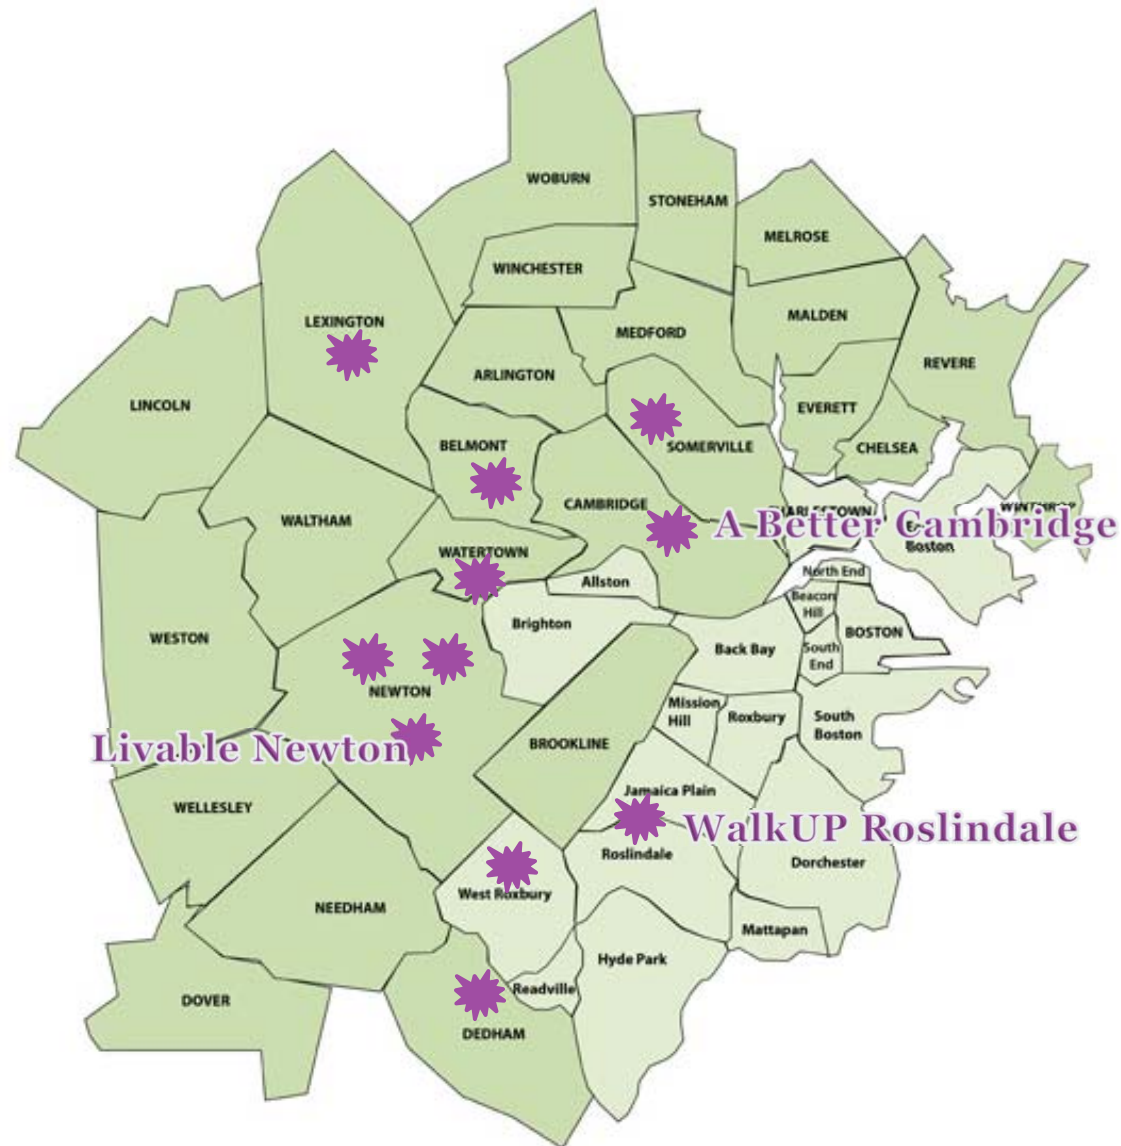 WOBURN
STONEHAM
MELROSE
WINCHESTER
LEXINGTON
MALDEN
MEDFORD
REVERE
ARLINGTON
LINCOLN
EVERETT
BELMONT
SOMERVILLE
CHELSEA
CAMBRIDGE
WALTHAM
A Better Cambridge
WATERTOWN
Boston
North End
Allston
Beacon
Hill
Brighton
BOSTON
WESTON
Back Bay
South
End
NEWTON
Mission
Hill
Roxbury
South
Boston
Livable Newton
BROOKLINE
Jamaica Plain
WELLESLEY
WalkUP Roslindale
Roslindale
Dorchester
West Roxbury
NEEDHAM
Mattapan
Hyde Park
Readville
DOVER
DEDHAM